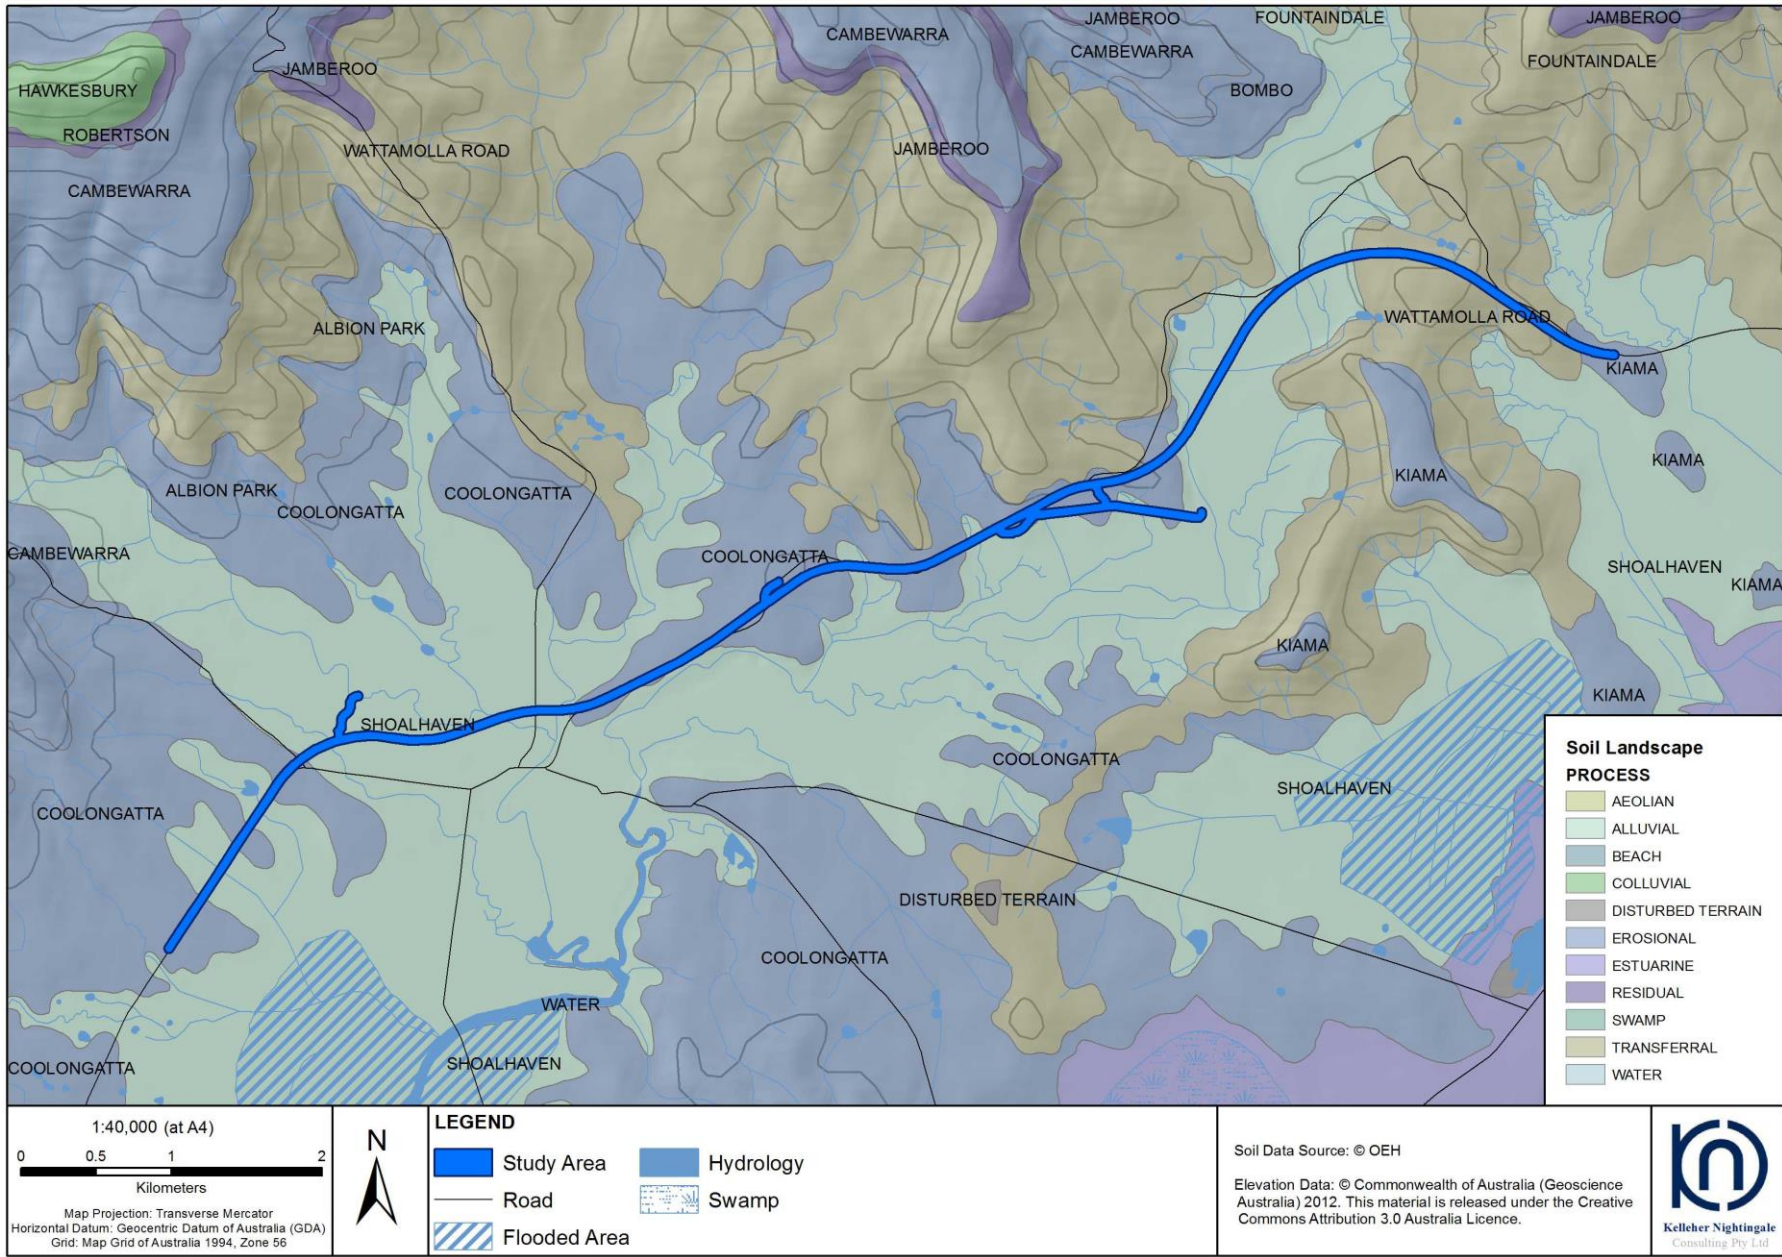 JAMBEROO
FOUNTAINDALE
JAMBEROO
CAMBEWARRA
CAMBEWARRA
FOUNTAINDALE
JAMBEROO
HAWKESBURY
BOMBO
ROBERTSON
WATTAMOLLA ROAD
JAMBEROO
CAMBEWARRA
ALBION PARK
WATTAMOLLA ROAD
KIAMA
KIAMA
KIAMA
ALBION PARK
COOLONGATTA
COOLONGATTA
CAMBEWARRA
COOLONGATTA
SHOALHAVEN
KIAMA
KIAMA
KIAMA
SHOALHAVEN
COOLONGATTA
SHOALHAVEN
COOLONGATTA
DISTURBED TERRAIN
COOLONGATTA
WATER
SHOALHAVEN
COOLONGATTA
Soil Landscape
PROCESS
AEOLIAN
ALLUVIAL
BEACH
COLLUVIAL
DISTURBED TERRAIN
EROSIONAL
ESTUARINE
RESIDUAL
SWAMP
TRANSFERRAL
WATER
1:40,000 (at A4)
0 0.5 1 2
Kilometers
Map Projection: Transverse Mercator
Horizontal Datum: Geocentric Datum of Australia (GDA)
Grid: Map Grid of Australia 1994, Zone 56
N
LEGEND
Study Area
Road
Flooded Area
Hydrology
Swamp
Soil Data Source: © OEH
Elevation Data: © Commonwealth of Australia (Geoscience
Australia) 2012. This material is released under the Creative
Commons Attribution 3.0 Australia Licence.
Kelleher Nightingale
Consulting Pty Ltd